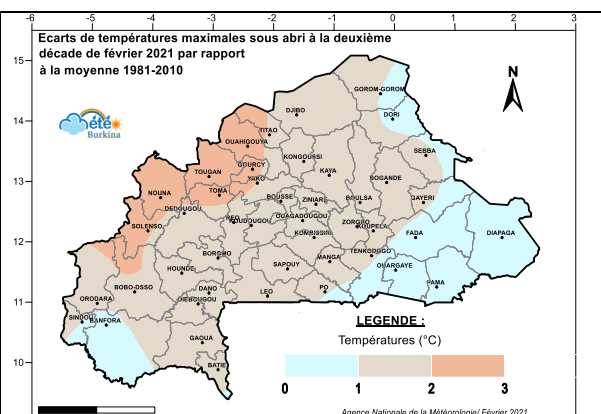 -6 -5 -4 -3 -2 -1 0 1 2 3
Ecarts de températures maximales sous abri à la deuxième
décade de février 2021 par rapport
à la moyenne 1981-2010
15
14
13
12
11
10
N
été
Burkina
GOROM-GOROM
DJIBO
DORI
TITAO
OUAHIGOUYA
SEBBA
KONGOUSSI
GOURCY
TOUGAN
KAYA
YAKO
BOGANDE
NOUNA
TOMA
BOUSSE
ZINIARE
BOULSA
GAYERI
DEDOUGOU
REO
KOUDOUGOU
OUAGADOUGOU
ZORGHO
KOUPELA
SOLENSO
KOMBISSIRI
FADA
DIAPAGA
BOROMO
TENKODOGO
MANGA
HOUNDE
SAPOUY
OUARGAYE
PAMA
BOBO-DSSO
DANO
LEO
PO
ORODARA
DIEBOUGOU
SINDOU
BANFORA
GAOUA
BATIE
LEGENDE :
Températures (°C)
0 1 2 3
Agence Nationale de la Météorologie/ Février 2021